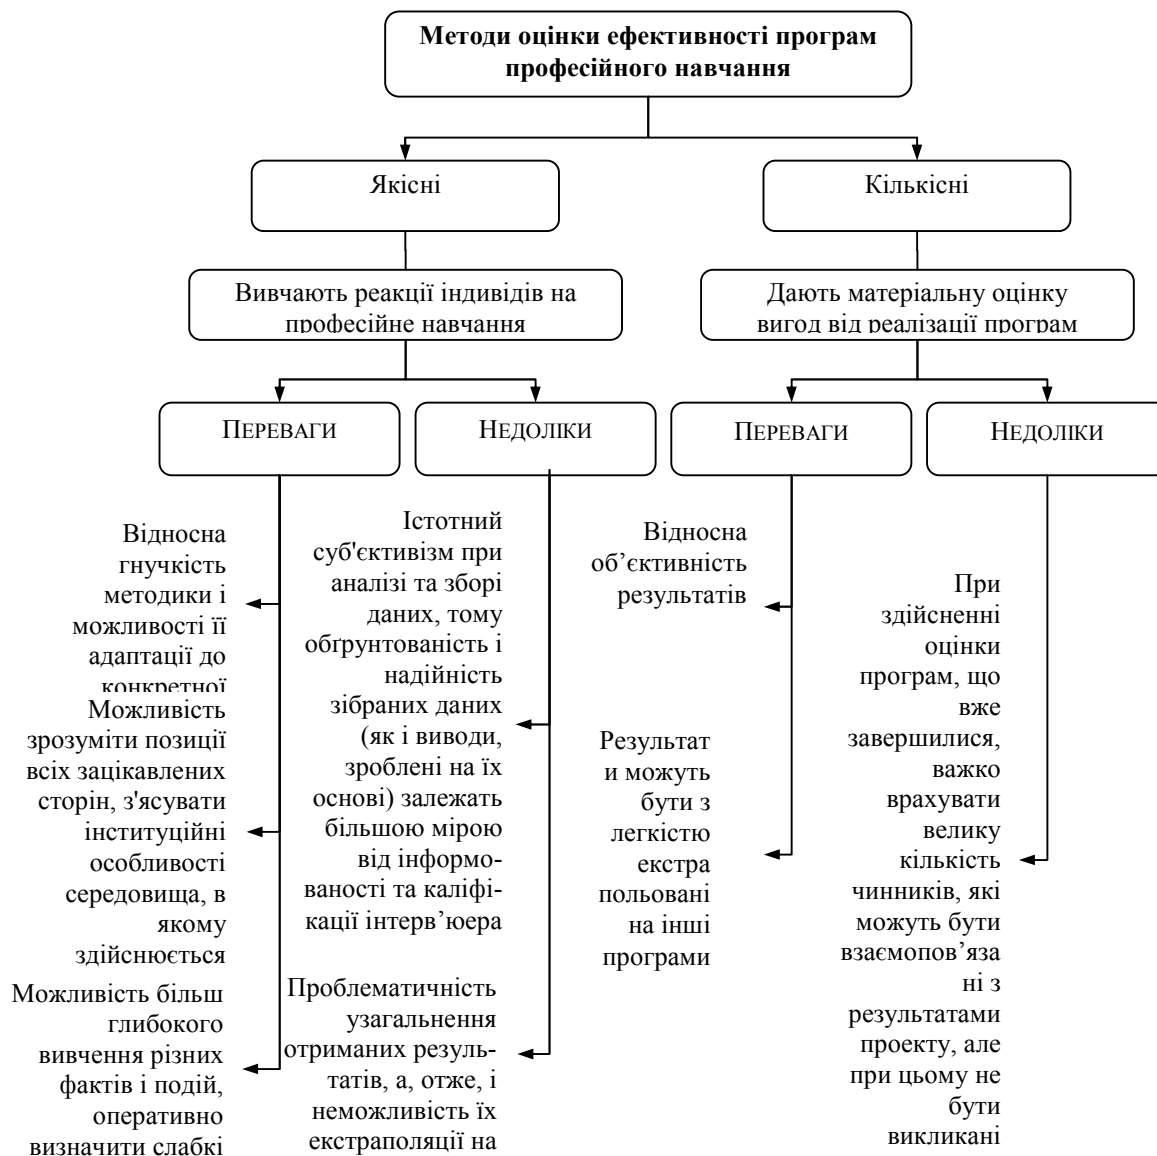 Методи оцінки ефективності програм
професійного навчання
Якісні
Кількісні
Вивчають реакції індивідів на
професійне навчання
Дають матеріальну оцінку
вигод від реалізації програм
ПЕРЕВАГИ
НЕДОЛІКИ
ПЕРЕВАГИ
НЕДОЛІКИ
Відносна
гнучкість
методики і
можливості її
адаптації до
конкретної
Можливість
зрозуміти позиції
всіх зацікавлених
сторін, з'ясувати
інституційні
особливості
середовища, в
якому
здійснюється
Можливість більш
глибокого
вивчення різних
фактів і подій,
оперативно
визначити слабкі
Істотний
суб'єктивізм при
аналізі та зборі
даних, тому
обґрунтованість і
надійність
зібраних даних
(як і виводи,
зроблені на їх
основі) залежать
більшою мірою
від інформо-
ваності та каліфі-
кації інтерв’юера
Проблематичність
узагальнення
отриманих резуль-
татів, а, отже, і
неможливість їх
екстраполяції на
Відносна
об’єктивність
результатів
Результат
и можуть
бути з
легкістю
екстра
польовані
на інші
програми
При
здійсненні
оцінки
програм, що
вже
завершилися,
важко
врахувати
велику
кількість
чинників, які
можуть бути
взаємопов’яза
ні з
результатами
проекту, але
при цьому не
бути
викликані